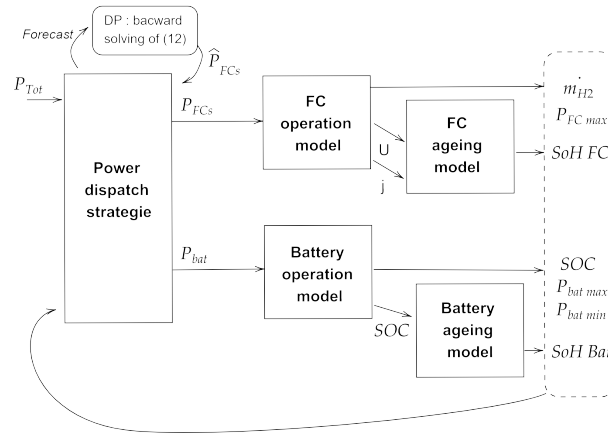 DP : bacward
solving of (12)
Forecast
P̂_FCs
P_Tot
P_FCs
Power
dispatch
strategie
FC
operation
model
U
j
FC
ageing
model
ṁ_H2
P_FC max
SoH FC
P_bat
Battery
operation
model
SOC
Battery
ageing
model
SOC
P_bat max
P_bat min
SoH Bat